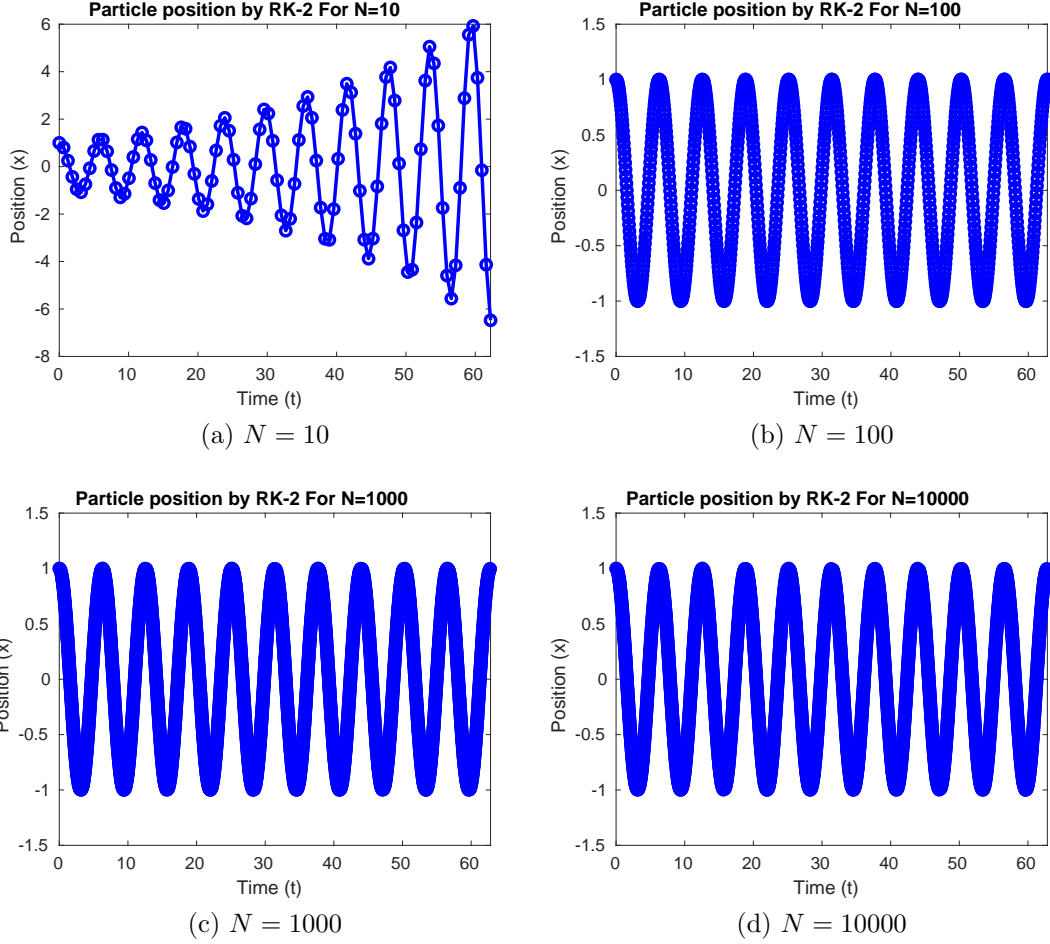 Particle position by RK-2 For N=10
6
4
2
0
-2
-4
-6
-8
Position (x)
0 10 20 30 40 50 60
Time (t)
(a) N = 10
Particle position by RK-2 For N=100
1.5
1
0.5
0
-0.5
-1
-1.5
Position (x)
0 10 20 30 40 50 60
Time (t)
(b) N = 100
Particle position by RK-2 For N=1000
1.5
1
0.5
0
-0.5
-1
-1.5
Position (x)
0 10 20 30 40 50 60
Time (t)
(c) N = 1000
Particle position by RK-2 For N=10000
1.5
1
0.5
0
-0.5
-1
-1.5
Position (x)
0 10 20 30 40 50 60
Time (t)
(d) N = 10000